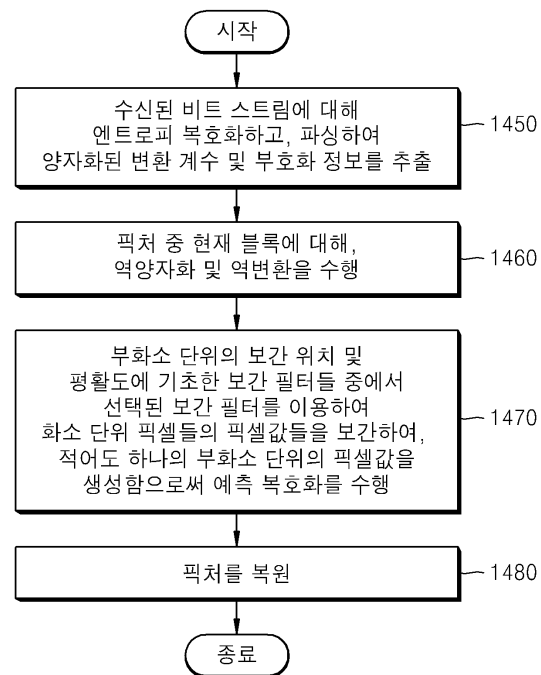 시작
수신된 비트 스트림에 대해
엔트로피 복호화하고, 파싱하여
양자화된 변환 계수 및 부호화 정보를 추출
1450
픽처 중 현재 블록에 대해,
역양자화 및 역변환을 수행
1460
부화소 단위의 보간 위치 및
평활도에 기초한 보간 필터들 중에서
선택된 보간 필터를 이용하여
화소 단위 픽셀들의 픽셀값들을 보간하여,
적어도 하나의 부화소 단위의 픽셀값을
생성함으로써 예측 복호화를 수행
1470
픽처를 복원
1480
종료